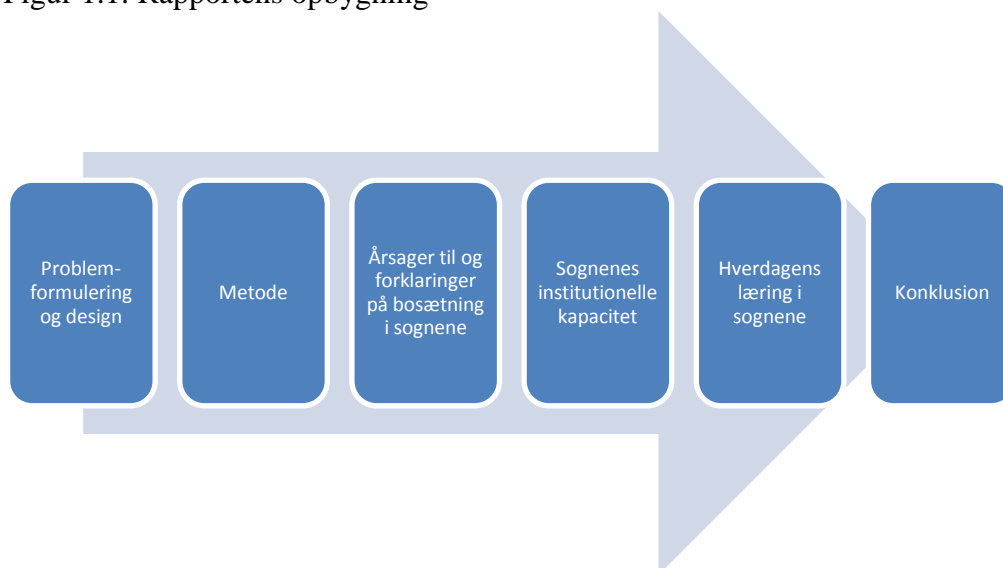 Figur 1.1. Rapportens opbygning
Problem-
formulering
og design
Metode
Årsager til og
forklaringer
på bosætning
i sognene
Sognenes
institutionelle
kapacitet
Hverdagens
læring i
sognene
Konklusion